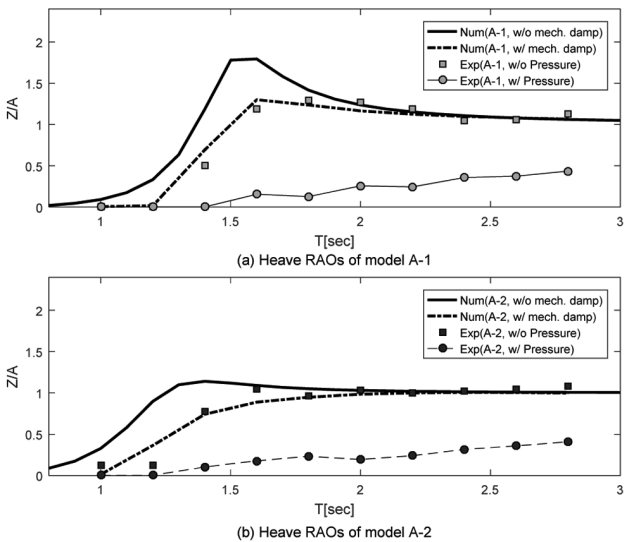 2
1.5
1
0.5
0
Z/A
Num(A-1, w/o mech. damp)
Num(A-1, w/ mech. damp)
Exp(A-1, w/o Pressure)
Exp(A-1, w/ Pressure)
1 1.5 2 2.5 3
T[sec]
(a) Heave RAOs of model A-1
2
1.5
1
0.5
0
Z/A
Num(A-2, w/o mech. damp)
Num(A-2, w/ mech. damp)
Exp(A-2, w/o Pressure)
Exp(A-2, w/ Pressure)
1 1.5 2 2.5 3
T[sec]
(b) Heave RAOs of model A-2